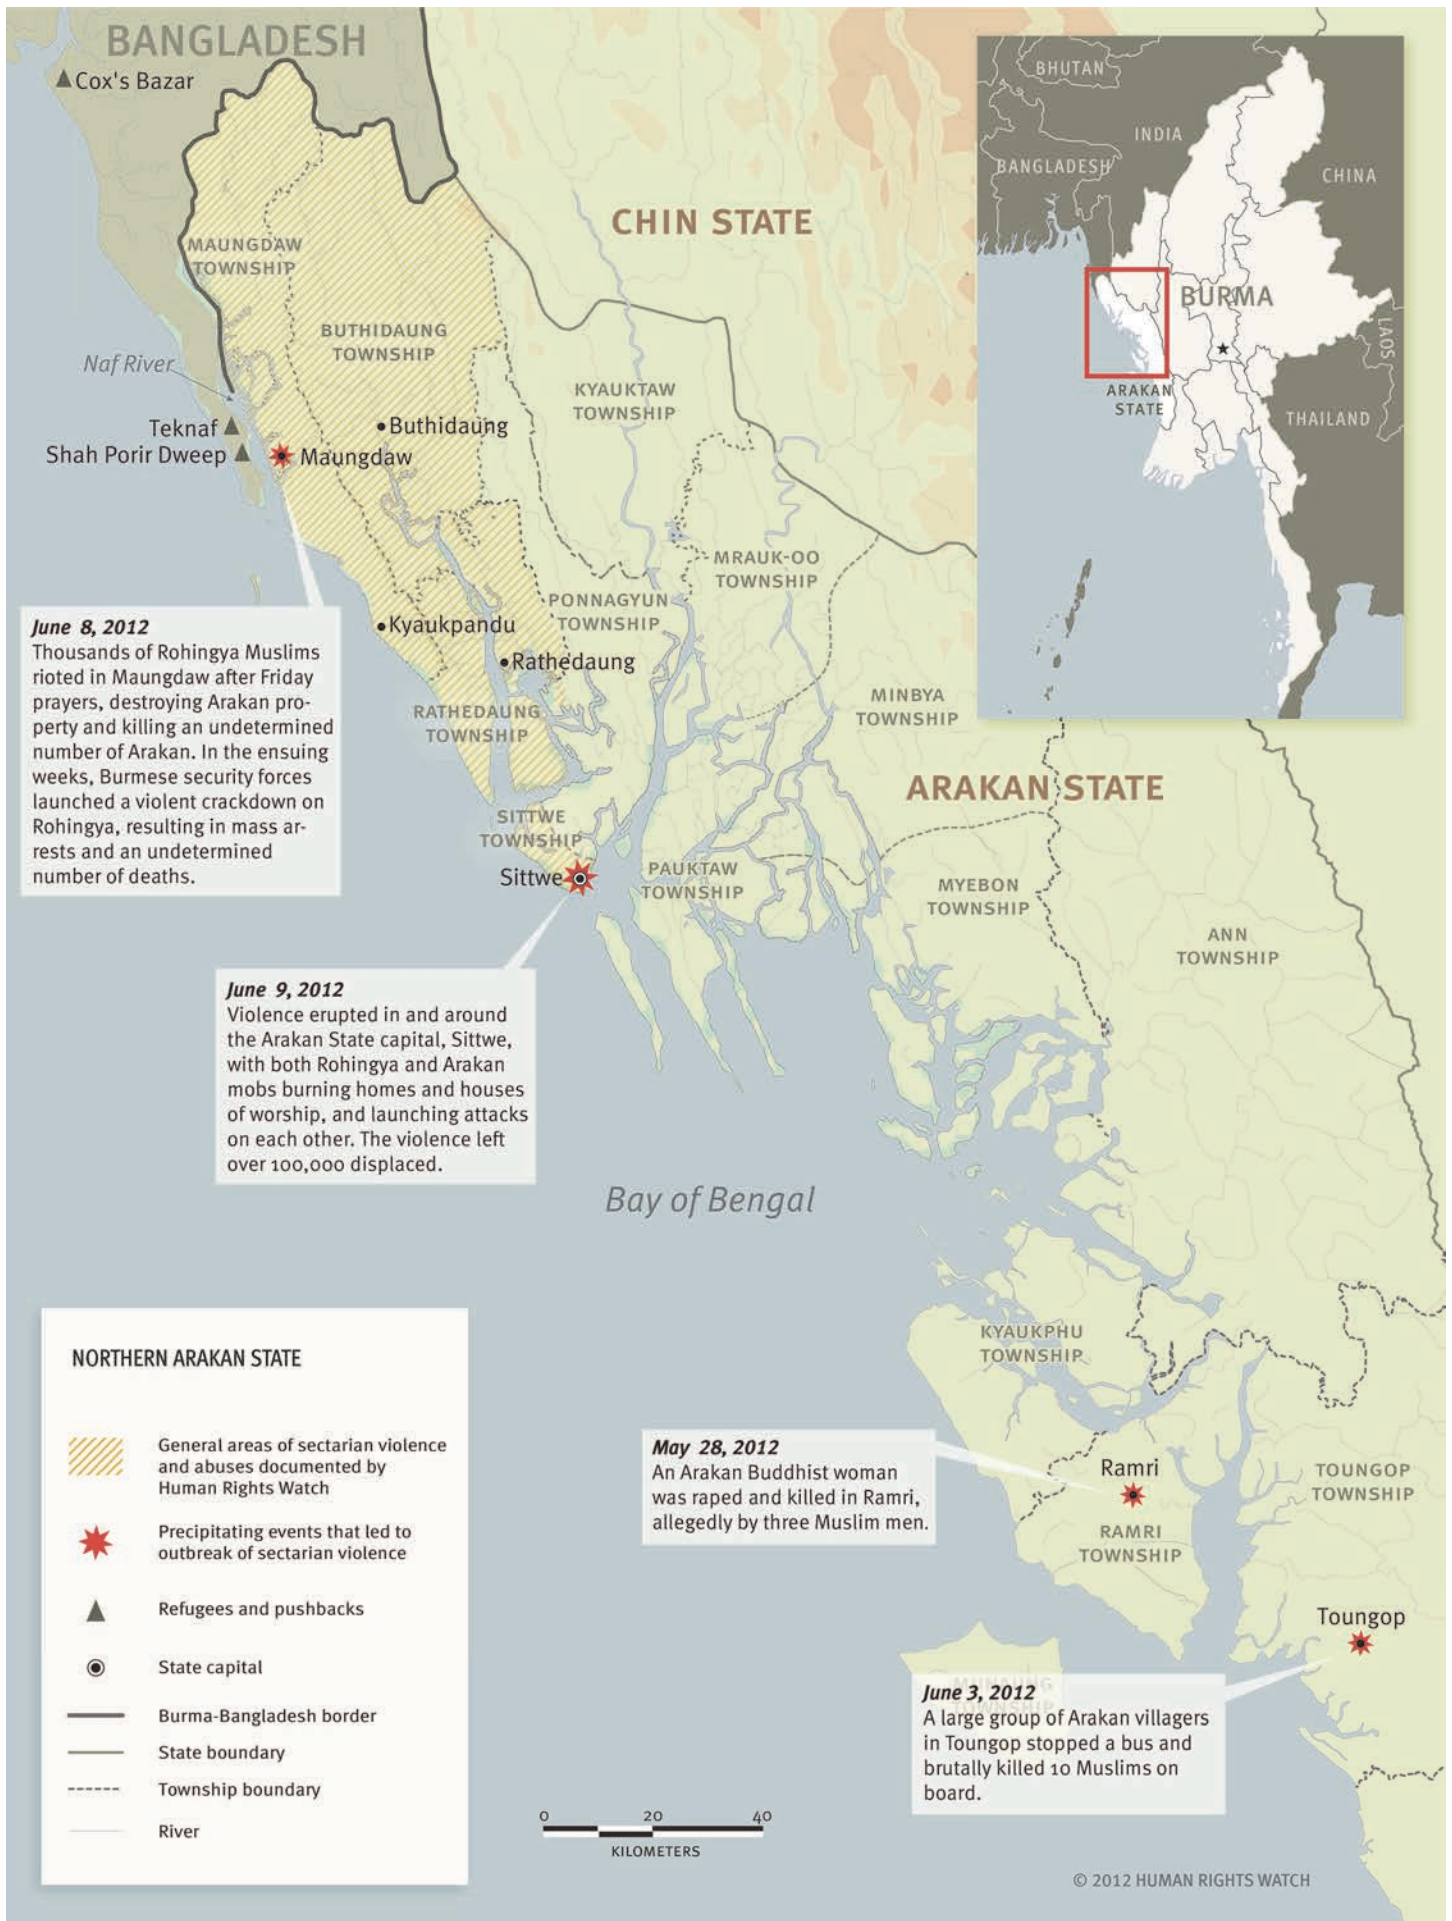 BANGLADESH
Cox's Bazar
BHUTAN
INDIA
BANGLADESH
CHINA
CHIN STATE
MAUNGDAW
TOWNSHIP
BURMA
LAOS
BUTHIDAUNG
TOWNSHIP
Naf River
KYAUKTAW
TOWNSHIP
ARAKAN
STATE
THAILAND
Teknaf
Buthidaung
Shah Porir Dweep
Maungdaw
MRAUK-OO
TOWNSHIP
PONNAGYUN
TOWNSHIP
Kyaukpandu
Rathedaung
June 8, 2012
Thousands of Rohingya Muslims
rioted in Maungdaw after Friday
prayers, destroying Arakan pro-
perty and killing an undetermined
number of Arakan. In the ensuing
weeks, Burmese security forces
launched a violent crackdown on
Rohingya, resulting in mass ar-
rests and an undetermined
number of deaths.
RATHEDAUNG
TOWNSHIP
MINBYA
TOWNSHIP
ARAKAN STATE
SITTWE
TOWNSHIP
Sittwe
PAUKTAW
TOWNSHIP
MYEBON
TOWNSHIP
ANN
TOWNSHIP
June 9, 2012
Violence erupted in and around
the Arakan State capital, Sittwe,
with both Rohingya and Arakan
mobs burning homes and houses
of worship, and launching attacks
on each other. The violence left
over 100,000 displaced.
Bay of Bengal
KYAUKPHU
TOWNSHIP
May 28, 2012
An Arakan Buddhist woman
was raped and killed in Ramri,
allegedly by three Muslim men.
Ramri
RAMRI
TOWNSHIP
TOUNGOP
TOWNSHIP
Toungop
MUNAUNG
TOWNSHIP
June 3, 2012
A large group of Arakan villagers
in Toungop stopped a bus and
brutally killed 10 Muslims on
board.
NORTHERN ARAKAN STATE
General areas of sectarian violence
and abuses documented by
Human Rights Watch
Precipitating events that led to
outbreak of sectarian violence
Refugees and pushbacks
State capital
Burma-Bangladesh border
State boundary
Township boundary
River
0 20 40
KILOMETERS
© 2012 HUMAN RIGHTS WATCH